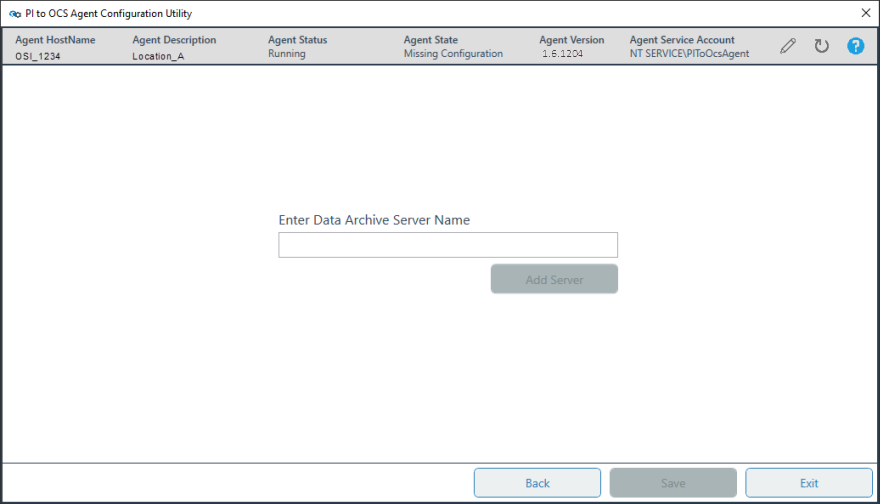 PI to OCS Agent Configuration Utility
Agent HostName Agent Description Agent Status Agent State Agent Version Agent Service Account
OSI_1234 Location_A Running Missing Configuration 1.6.1204 NT SERVICE\PIToOcsAgent
?
Enter Data Archive Server Name
Add Server
Back Save Exit